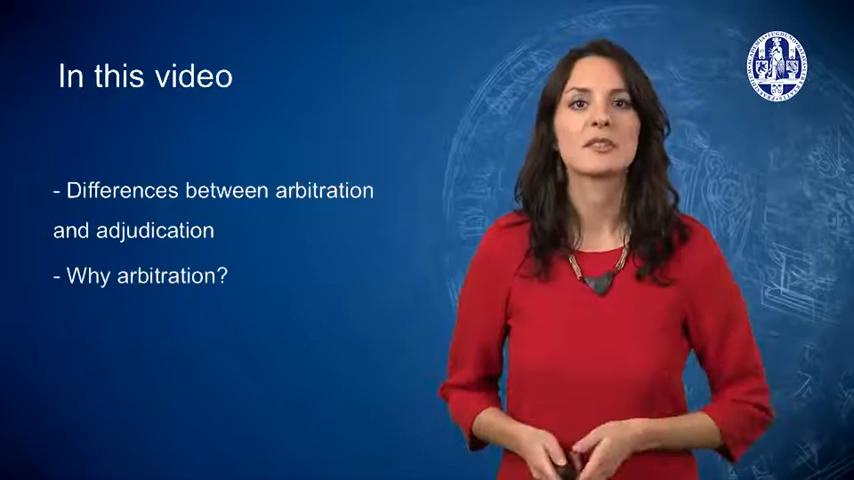 In this video
- Differences between arbitration
and adjudication
- Why arbitration?